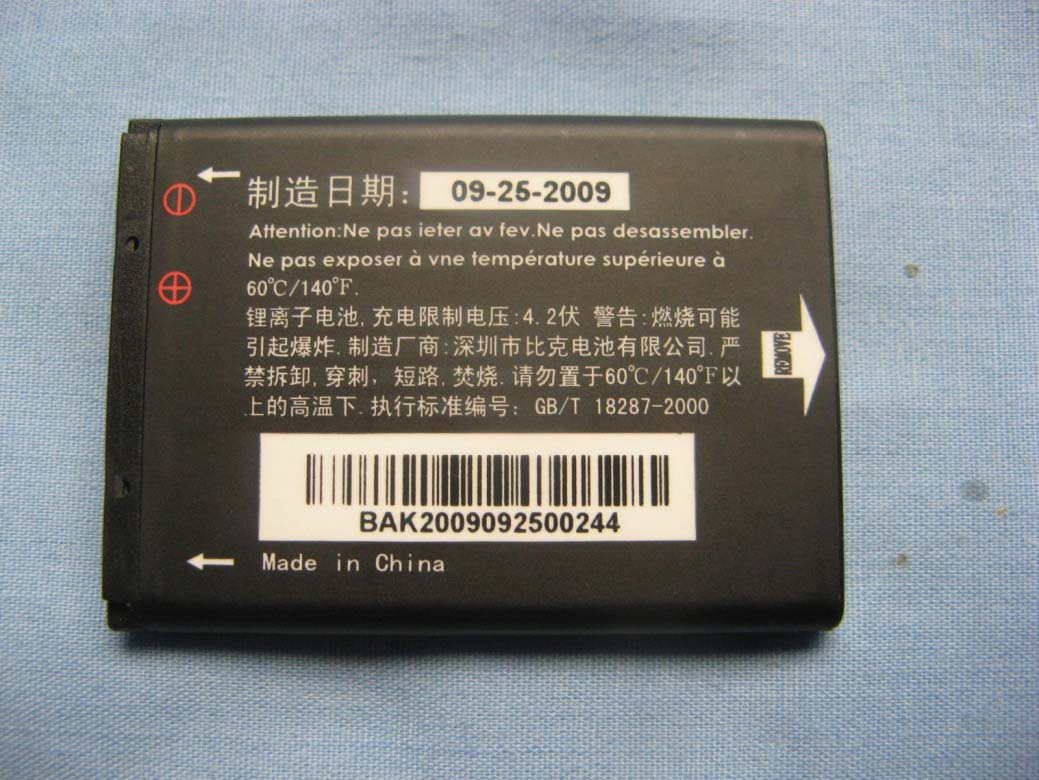 制造日期: 09-25-2009
Attention:Ne pas ieter av fev.Ne pas desassembler.
Ne pas exposer à vne température supérieure à
60℃/140℉.
锂离子电池,充电限制电压:4.2伏 警告:燃烧可能
引起爆炸.制造厂商:深圳市比克电池有限公司.严
禁拆卸,穿刺, 短路,焚烧.请勿置于60℃/140℉以
上的高温下.执行标准编号: GB/T 18287-2000
REMOVE
BAK2009092500244
Made in China